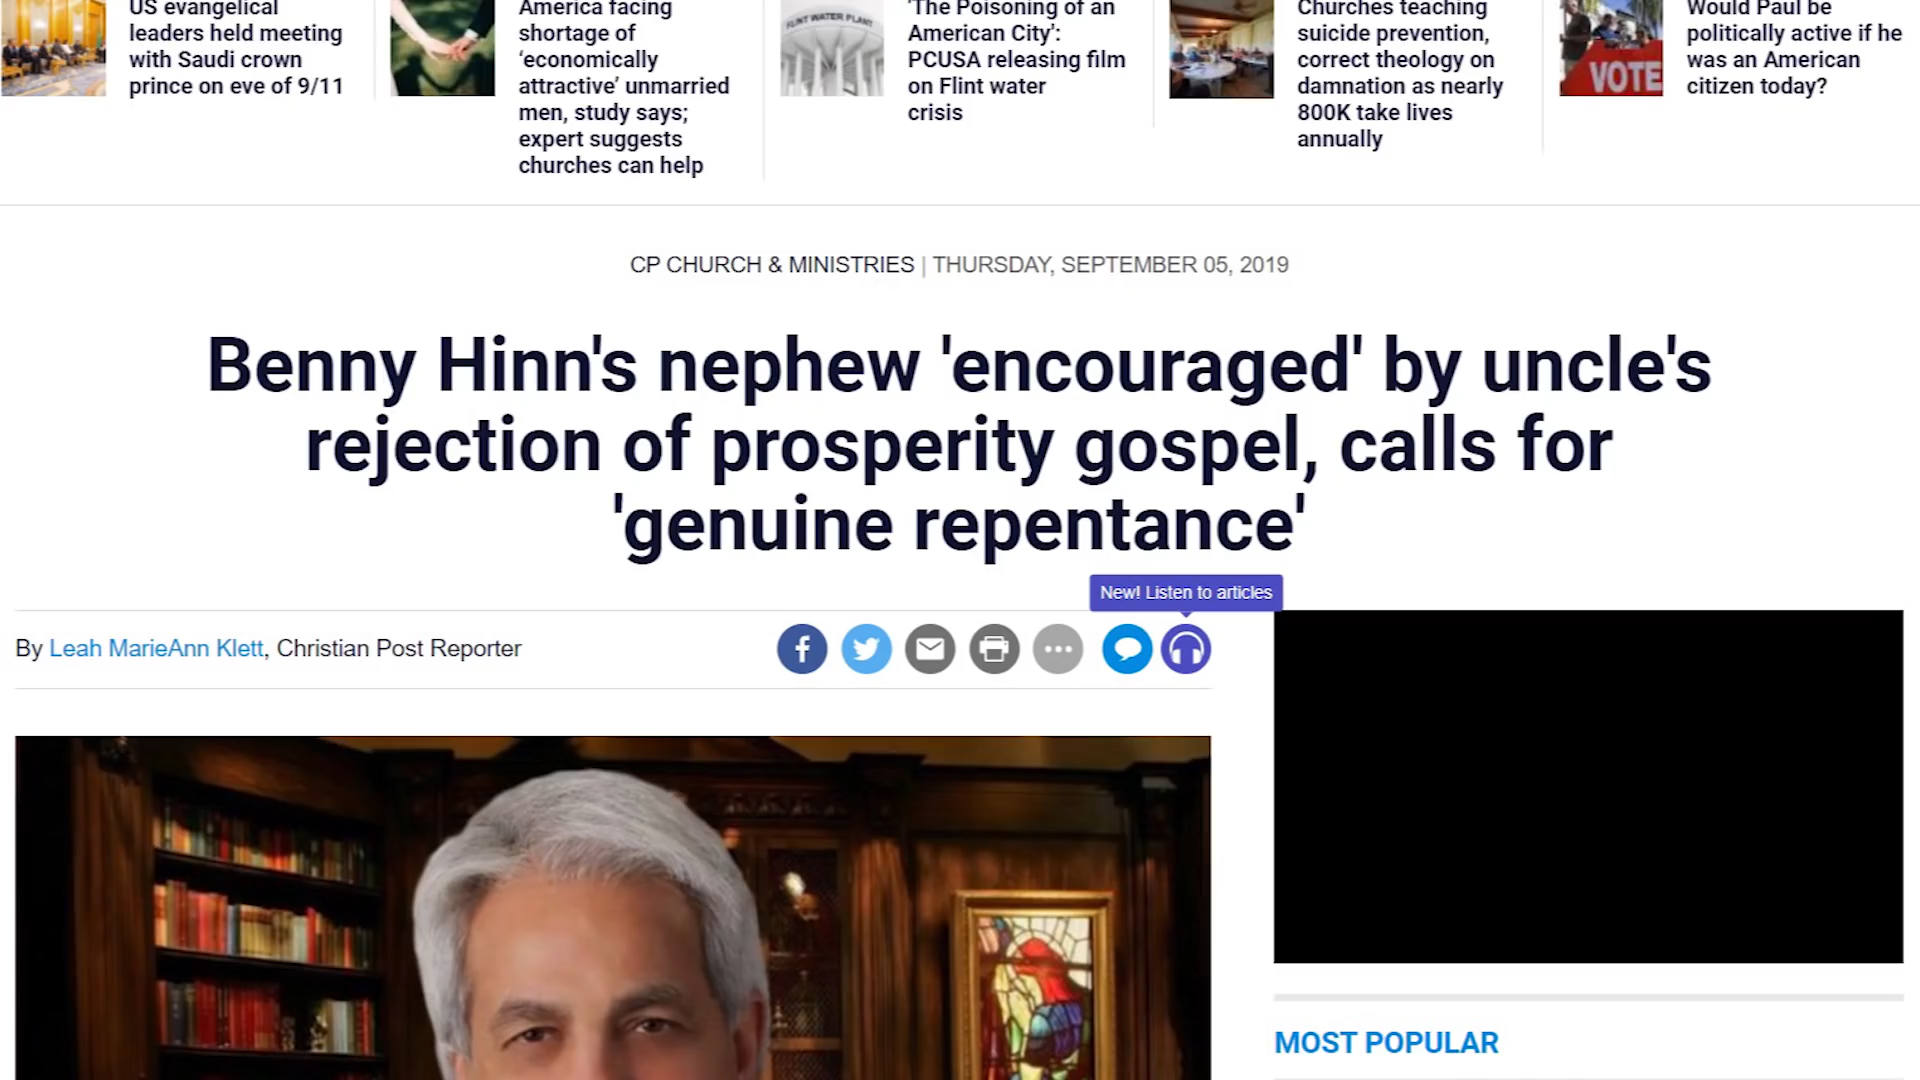 US evangelical
leaders held meeting
with Saudi crown
prince on eve of 9/11
America facing
shortage of
‘economically
attractive’ unmarried
men, study says;
expert suggests
churches can help
FLINT WATER PLANT
'The Poisoning of an
American City’:
PCUSA releasing film
on Flint water
crisis
Churches teaching
suicide prevention,
correct theology on
damnation as nearly
800K take lives
annually
VOTE
Would Paul be
politically active if he
was an American
citizen today?
CP CHURCH & MINISTRIES | THURSDAY, SEPTEMBER 05, 2019
Benny Hinn's nephew 'encouraged' by uncle's
rejection of prosperity gospel, calls for
'genuine repentance'
New! Listen to articles
By Leah MarieAnn Klett, Christian Post Reporter
MOST POPULAR